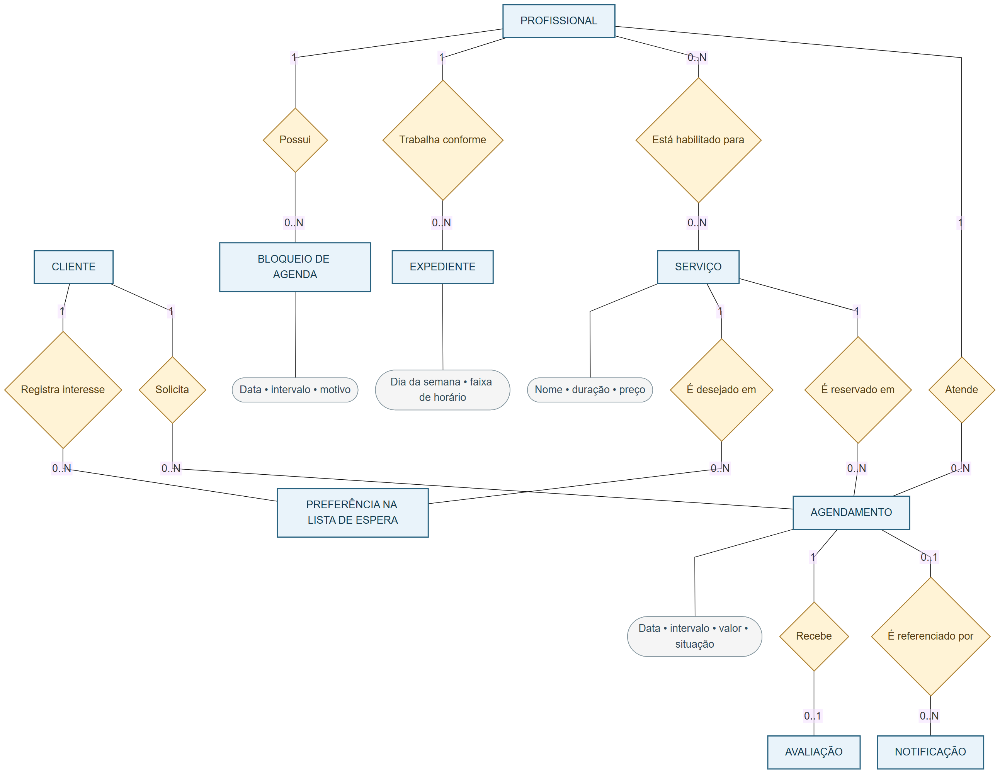 PROFISSIONAL
1
1
0..N
Possui
Trabalha conforme
Está habilitado para
0..N
0..N
0..N
1
CLIENTE
BLOQUEIO DE
AGENDA
EXPEDIENTE
SERVIÇO
1
1
1
1
Registra interesse
Solicita
Data • intervalo • motivo
Dia da semana • faixa
de horário
Nome • duração • preço
É desejado em
É reservado em
Atende
0..N
0..N
0..N
0..N
0..N
PREFERÊNCIA NA
LISTA DE ESPERA
AGENDAMENTO
1
0..1
Data • intervalo • valor •
situação
Recebe
É referenciado por
0..1
0..N
AVALIAÇÃO
NOTIFICAÇÃO